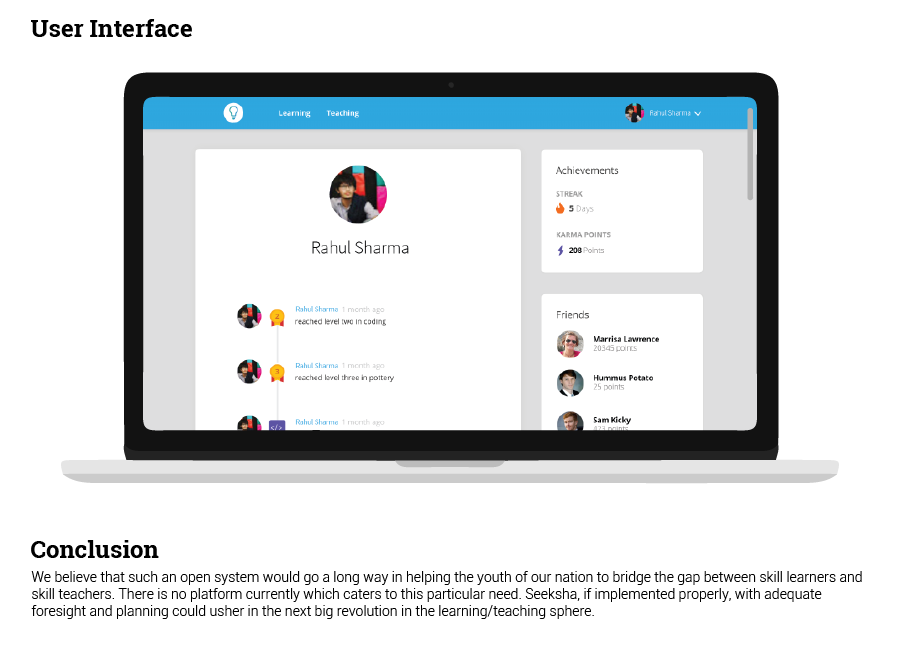 User Interface
Learning Teaching Rahul Sharma
Rahul Sharma
Rahul Sharma 1 month ago
reached level two in coding
2
Rahul Sharma 1 month ago
reached level three in pottery
3
Rahul Sharma 1 month ago
</>
Achievements
STREAK
5 Days
KARMA POINTS
208 Points
Friends
Marrisa Lawrence
20345 points
Hummus Potato
25 points
Sam Kicky
423 points
Conclusion
We believe that such an open system would go a long way in helping the youth of our nation to bridge the gap between skill learners and
skill teachers. There is no platform currently which caters to this particular need. Seeksha, if implemented properly, with adequate
foresight and planning could usher in the next big revolution in the learning/teaching sphere.